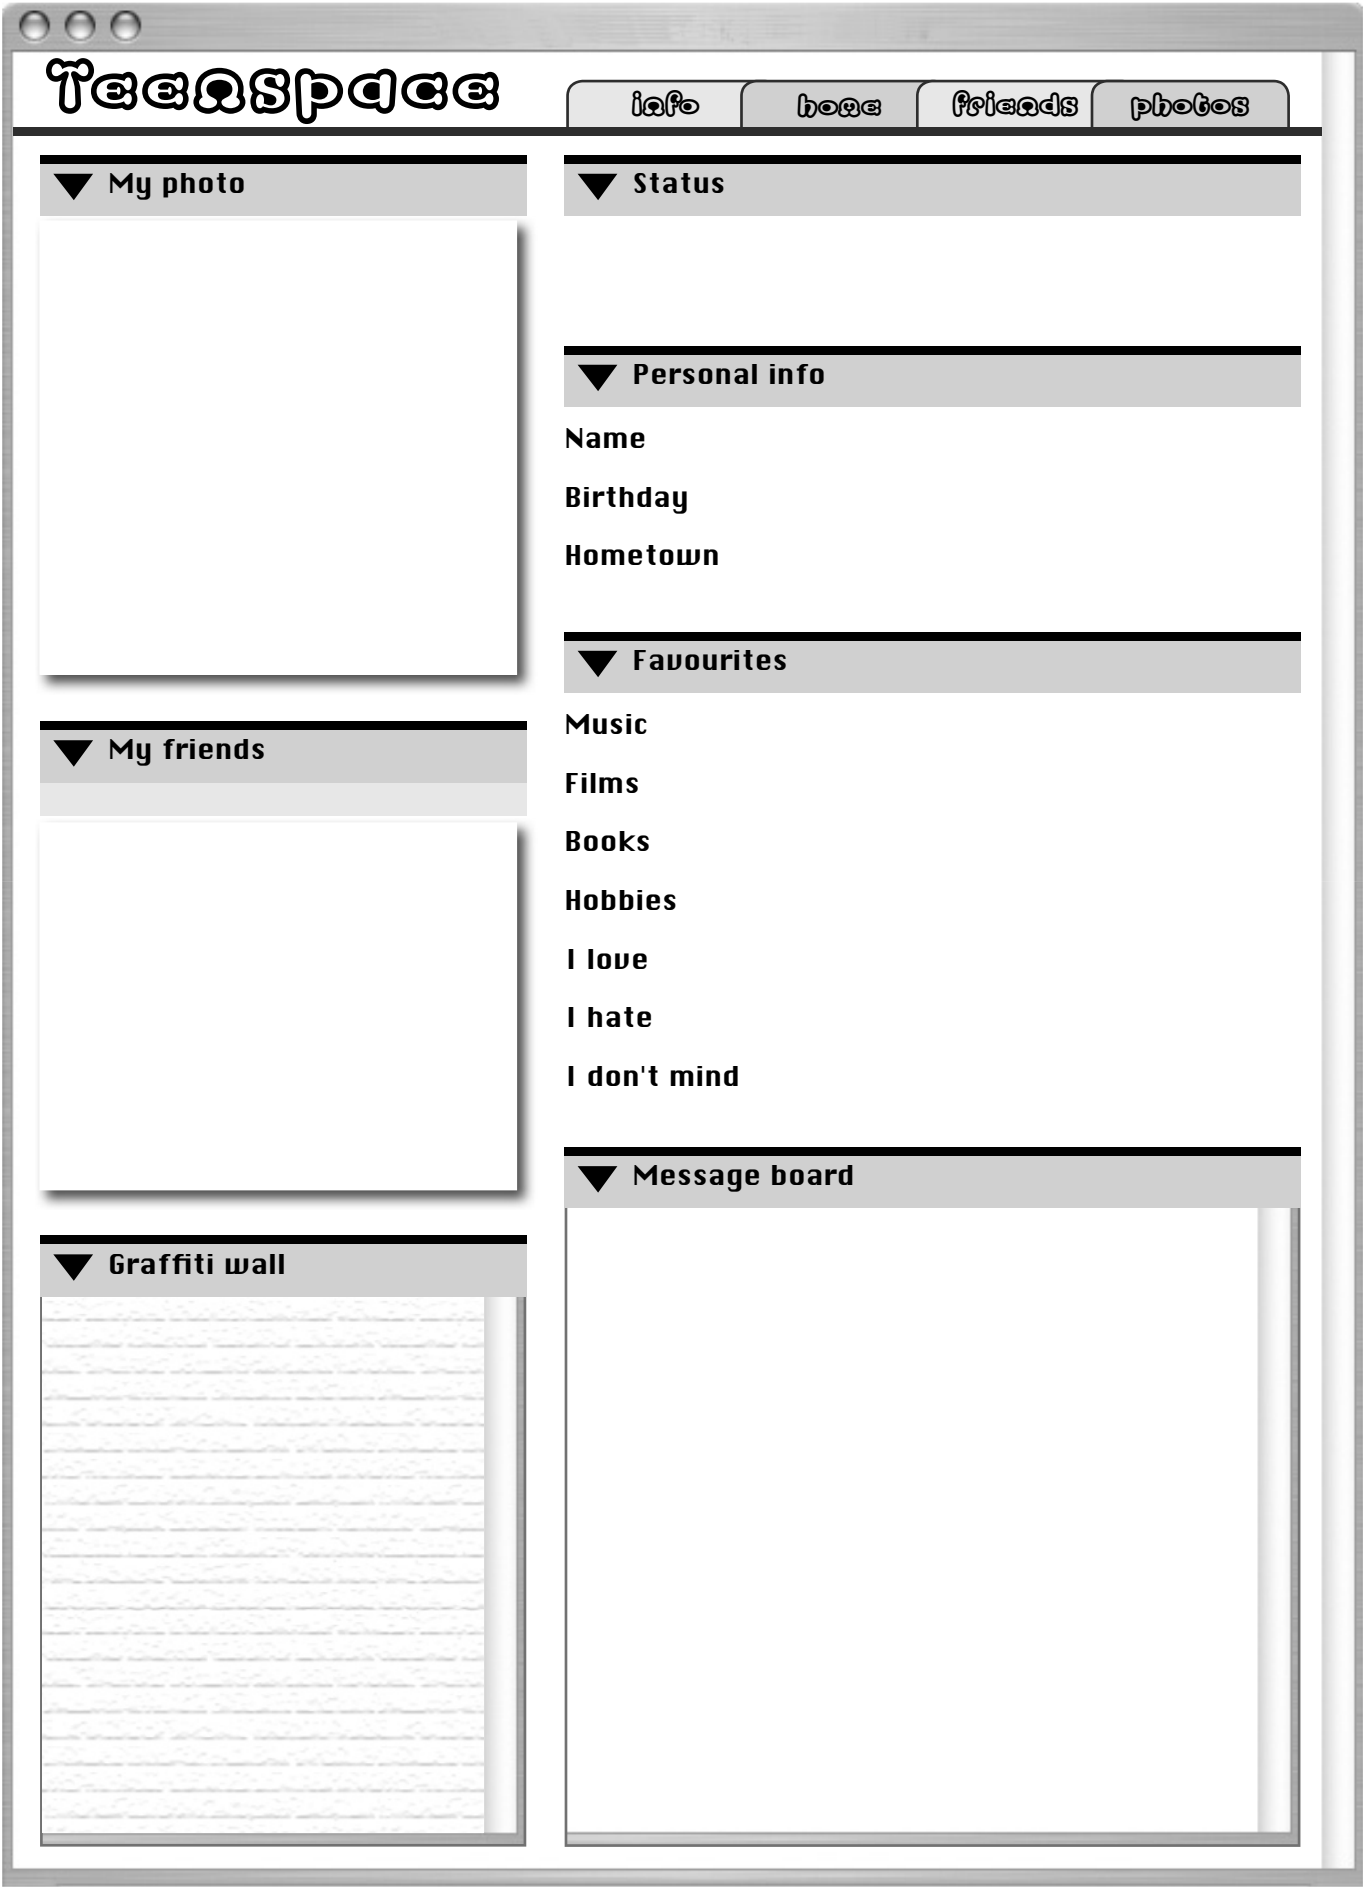 Teenspace
info home friends photos
My photo
My friends
Graffiti wall
Status
Personal info
Name
Birthday
Hometown
Favourites
Music
Films
Books
Hobbies
I love
I hate
I don't mind
Message board